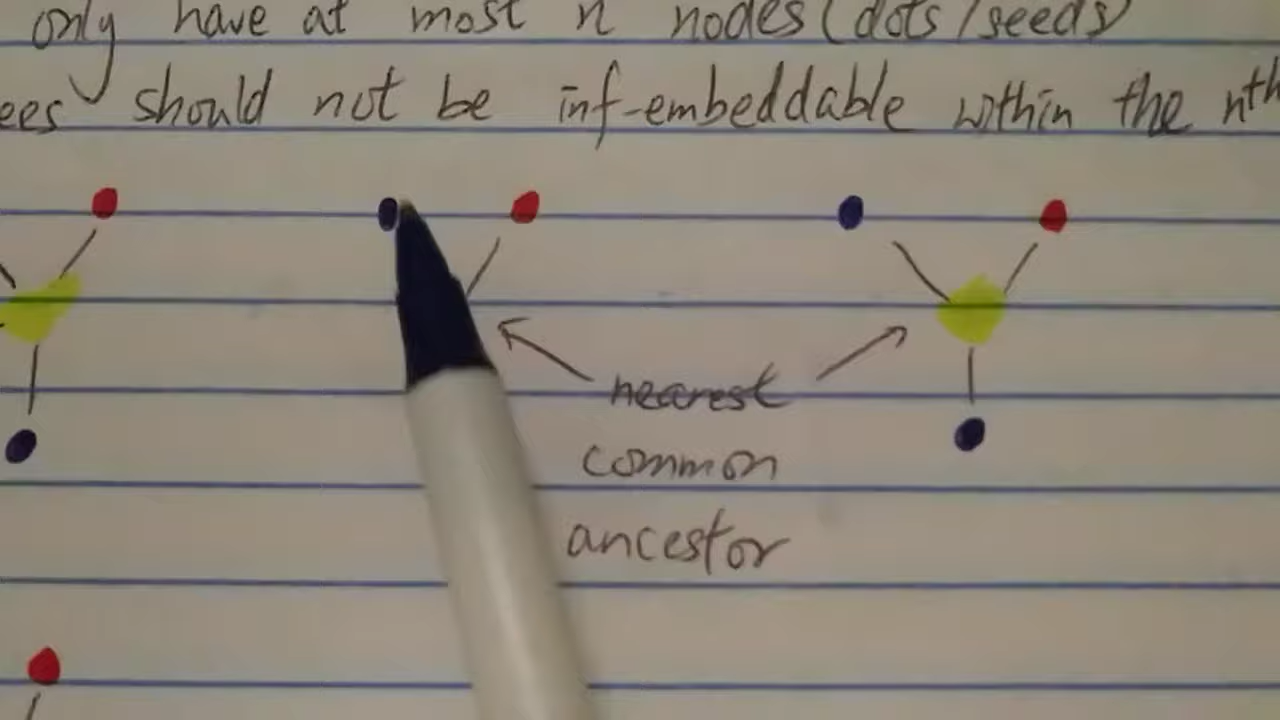 only have at most n nodes (dots/seeds)
ees should not be inf-embeddable within the nth
nearest
common
ancestor